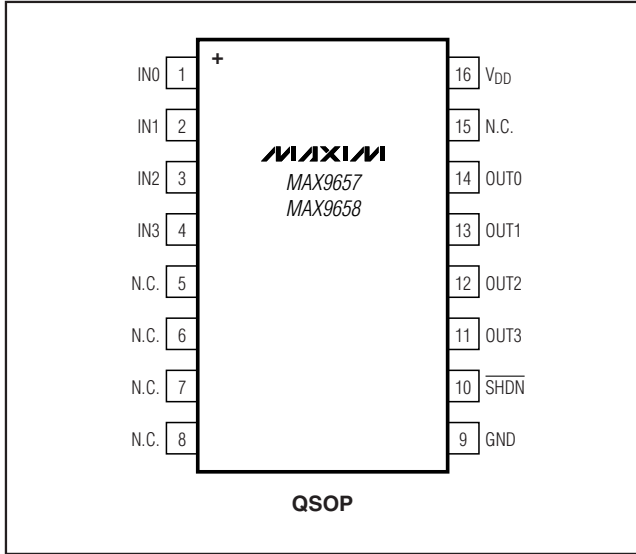 +
MAXIM
MAX9657
MAX9658
IN0 1
IN1 2
IN2 3
IN3 4
N.C. 5
N.C. 6
N.C. 7
N.C. 8
16 VDD
15 N.C.
14 OUT0
13 OUT1
12 OUT2
11 OUT3
10 SHDN
9 GND
QSOP